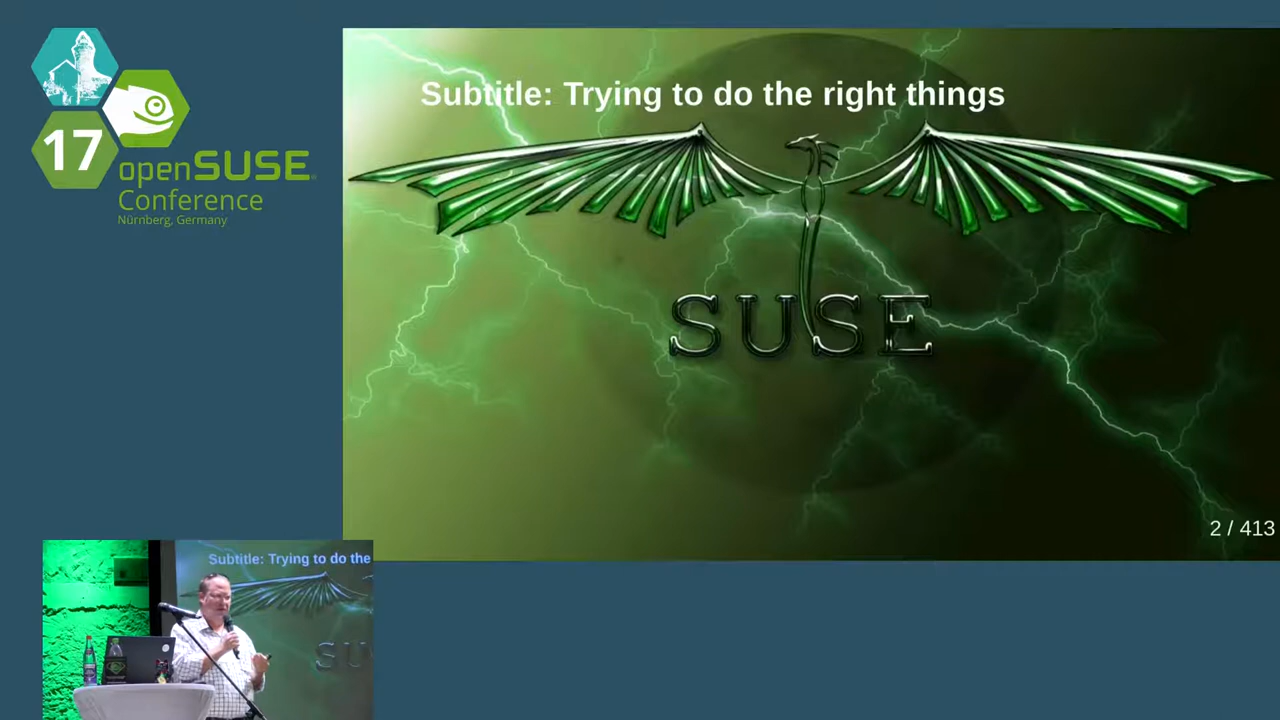 17
openSUSE
Conference
Nürnberg, Germany
Subtitle: Trying to do the right things
SUSE
2 / 413
Subtitle: Trying to do the
SU